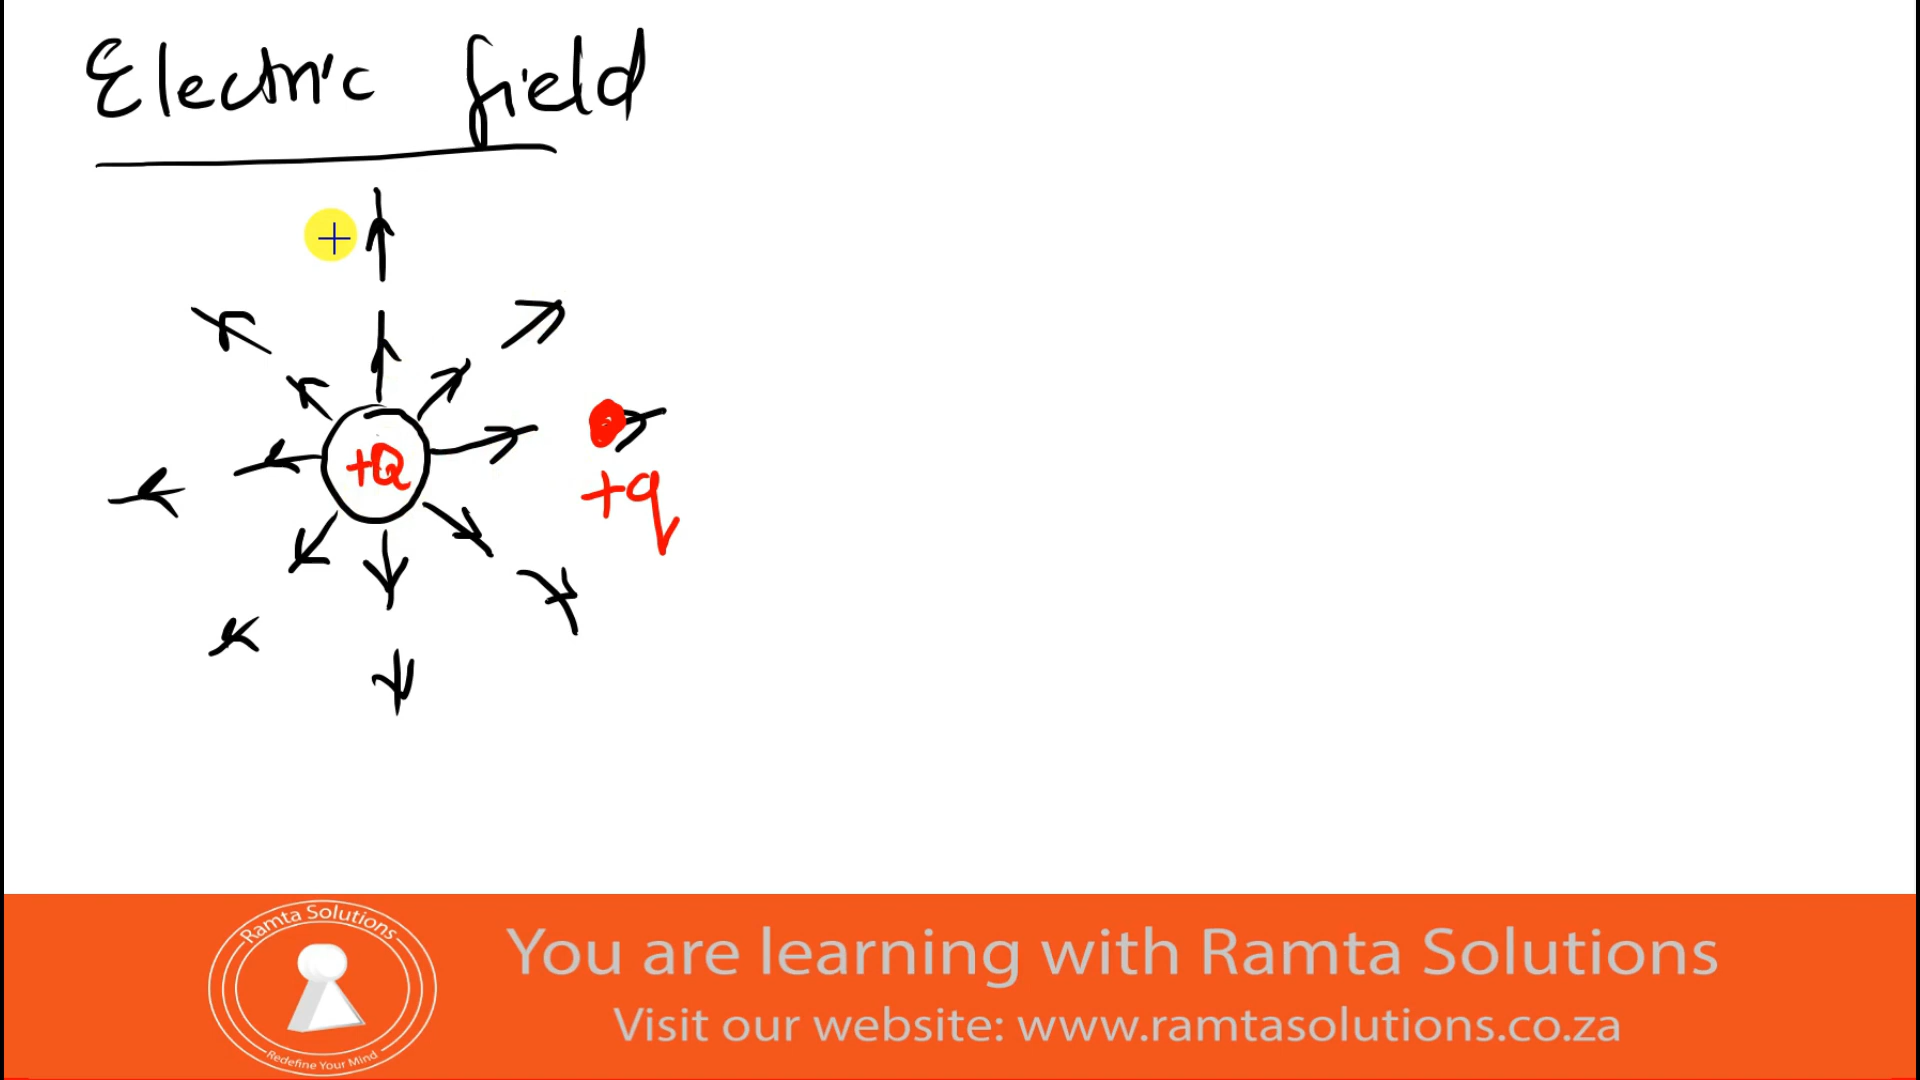 Electric field
+Q
+q
Ramta Solutions
Redefine Your Mind
You are learning with Ramta Solutions
Visit our website: www.ramtasolutions.co.za